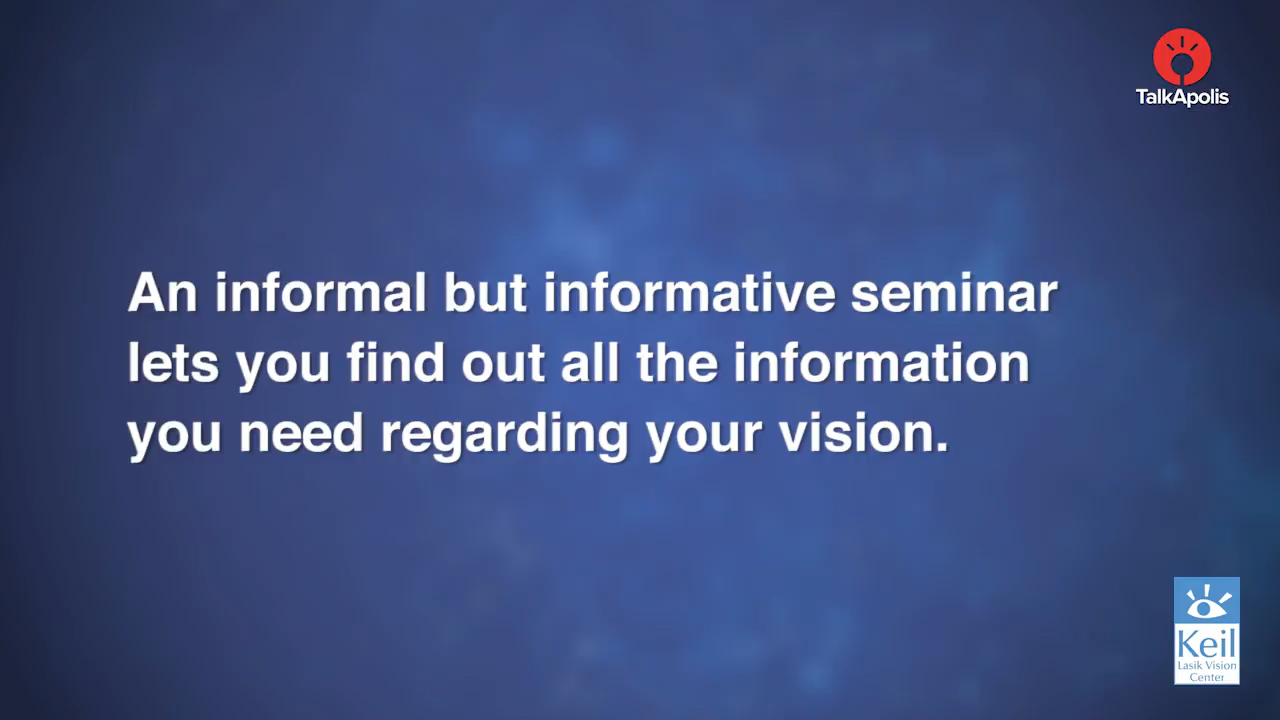 TalkApolis
An informal but informative seminar
lets you find out all the information
you need regarding your vision.
Keil
Lasik Vision
Center